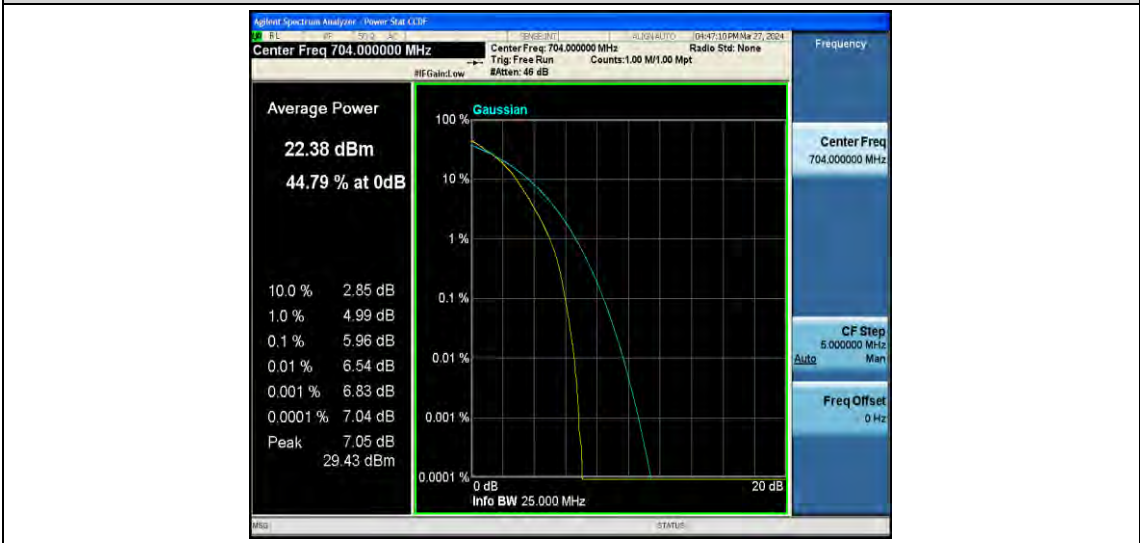 Agilent Spectrum Analyzer - Power Stat CCDF
RL RF 50 Ω AC SENSE:INT ALIGN AUTO 04:47:10 PM Mar 27, 2024
Center Freq 704.000000 MHz
Center Freq: 704.000000 MHz Radio Std: None
Trig: Free Run Counts:1.00 M/1.00 Mpt
#IFGain:Low #Atten: 46 dB
Average Power
22.38 dBm
44.79 % at 0dB
10.0 % 2.85 dB
1.0 % 4.99 dB
0.1 % 5.96 dB
0.01 % 6.54 dB
0.001 % 6.83 dB
0.0001 % 7.04 dB
Peak 7.05 dB
29.43 dBm
Gaussian
100 %
10 %
1 %
0.1 %
0.01 %
0.001 %
0.0001 %
0 dB 20 dB
Info BW 25.000 MHz
Frequency
Center Freq
704.000000 MHz
CF Step
5.000000 MHz
Auto Man
Freq Offset
0 Hz
MSG STATUS